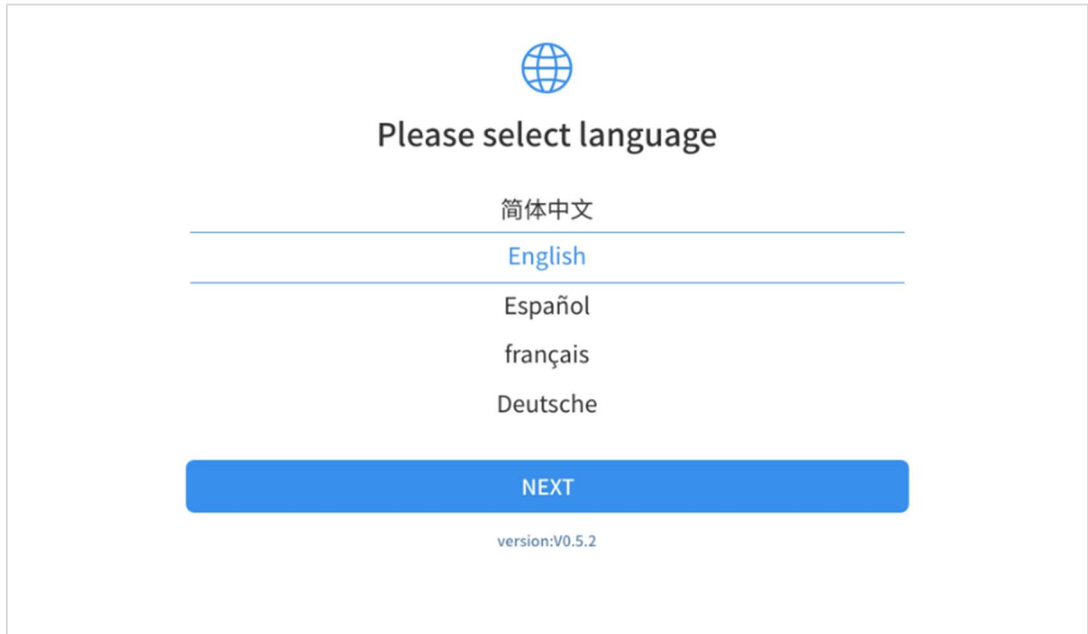 Please select language
简体中文
English
Español
français
Deutsche
NEXT
version:V0.5.2